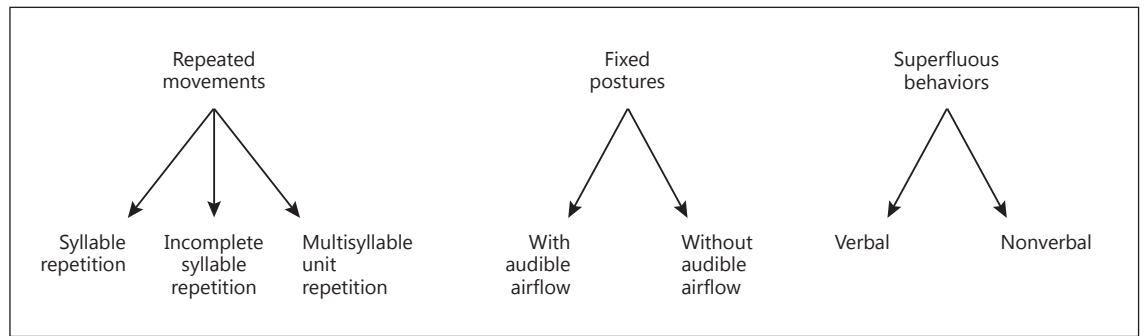 Repeated
movements
Fixed
postures
Superfluous
behaviors
Syllable
repetition
Incomplete
syllable
repetition
Multisyllable
unit
repetition
With
audible
airflow
Without
audible
airflow
Verbal
Nonverbal